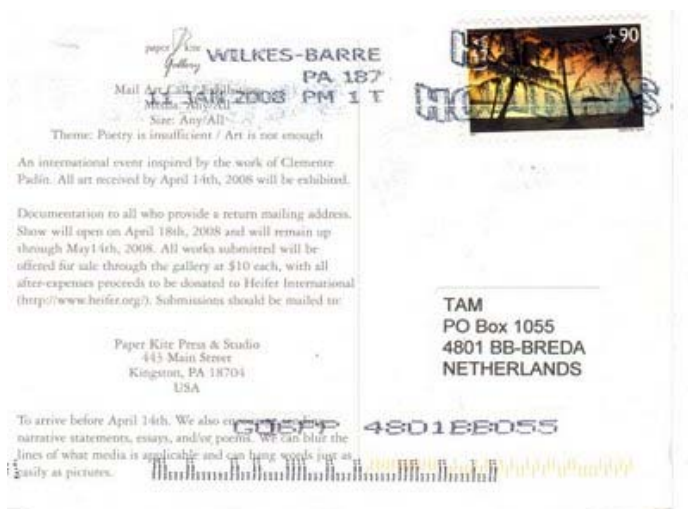 paper kite
Gallery
WILKES-BARRE
PA 187
11 JAN 2008 PM 1 T
Mail Art Call
Media: Any/All
Size: Any/All
Theme: Poetry is insufficient / Art is not enough
An international event inspired by the work of Clemente
Padin. All art received by April 14th, 2008 will be exhibited.
Documentation to all who provide a return mailing address.
Show will open on April 18th, 2008 and will remain up
through May14th, 2008. All works submitted will be
offered for sale through the gallery at $10 each, with all
after-expenses proceeds to be donated to Heifer International
(http://www.heifer.org/). Submissions should be mailed to:
Paper Kite Press & Studio
443 Main Street
Kingston, PA 18704
USA
To arrive before April 14th. We also
narrative statements, essays, and/or poems. We can blur the
lines of what media is applicable and can hang words just as
easily as pictures.
90
HOLIDAYS
TAM
PO Box 1055
4801 BB-BREDA
NETHERLANDS
4801BB055